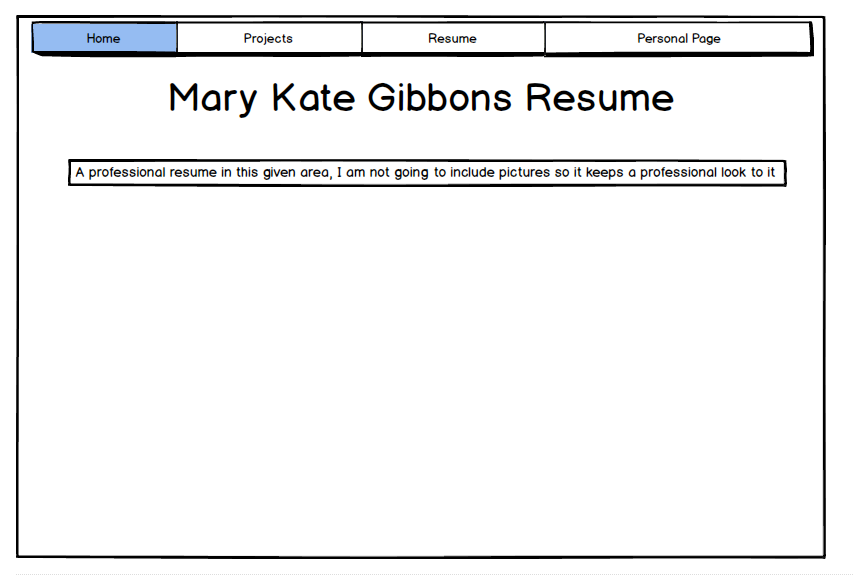 Home Projects Resume Personal Page
Mary Kate Gibbons Resume
A professional resume in this given area, I am not going to include pictures so it keeps a professional look to it